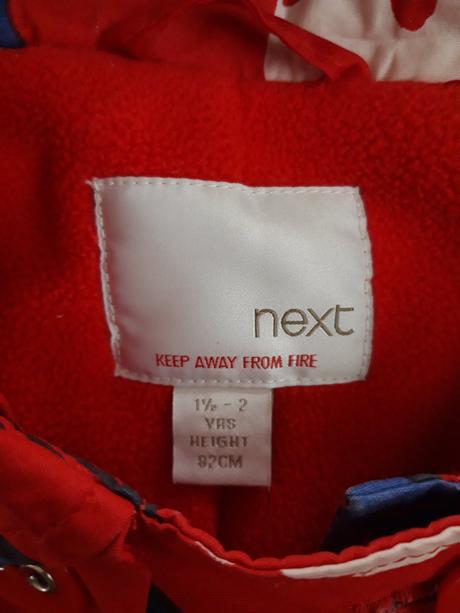 next
KEEP AWAY FROM FIRE
1½ - 2
YRS
HEIGHT
92CM